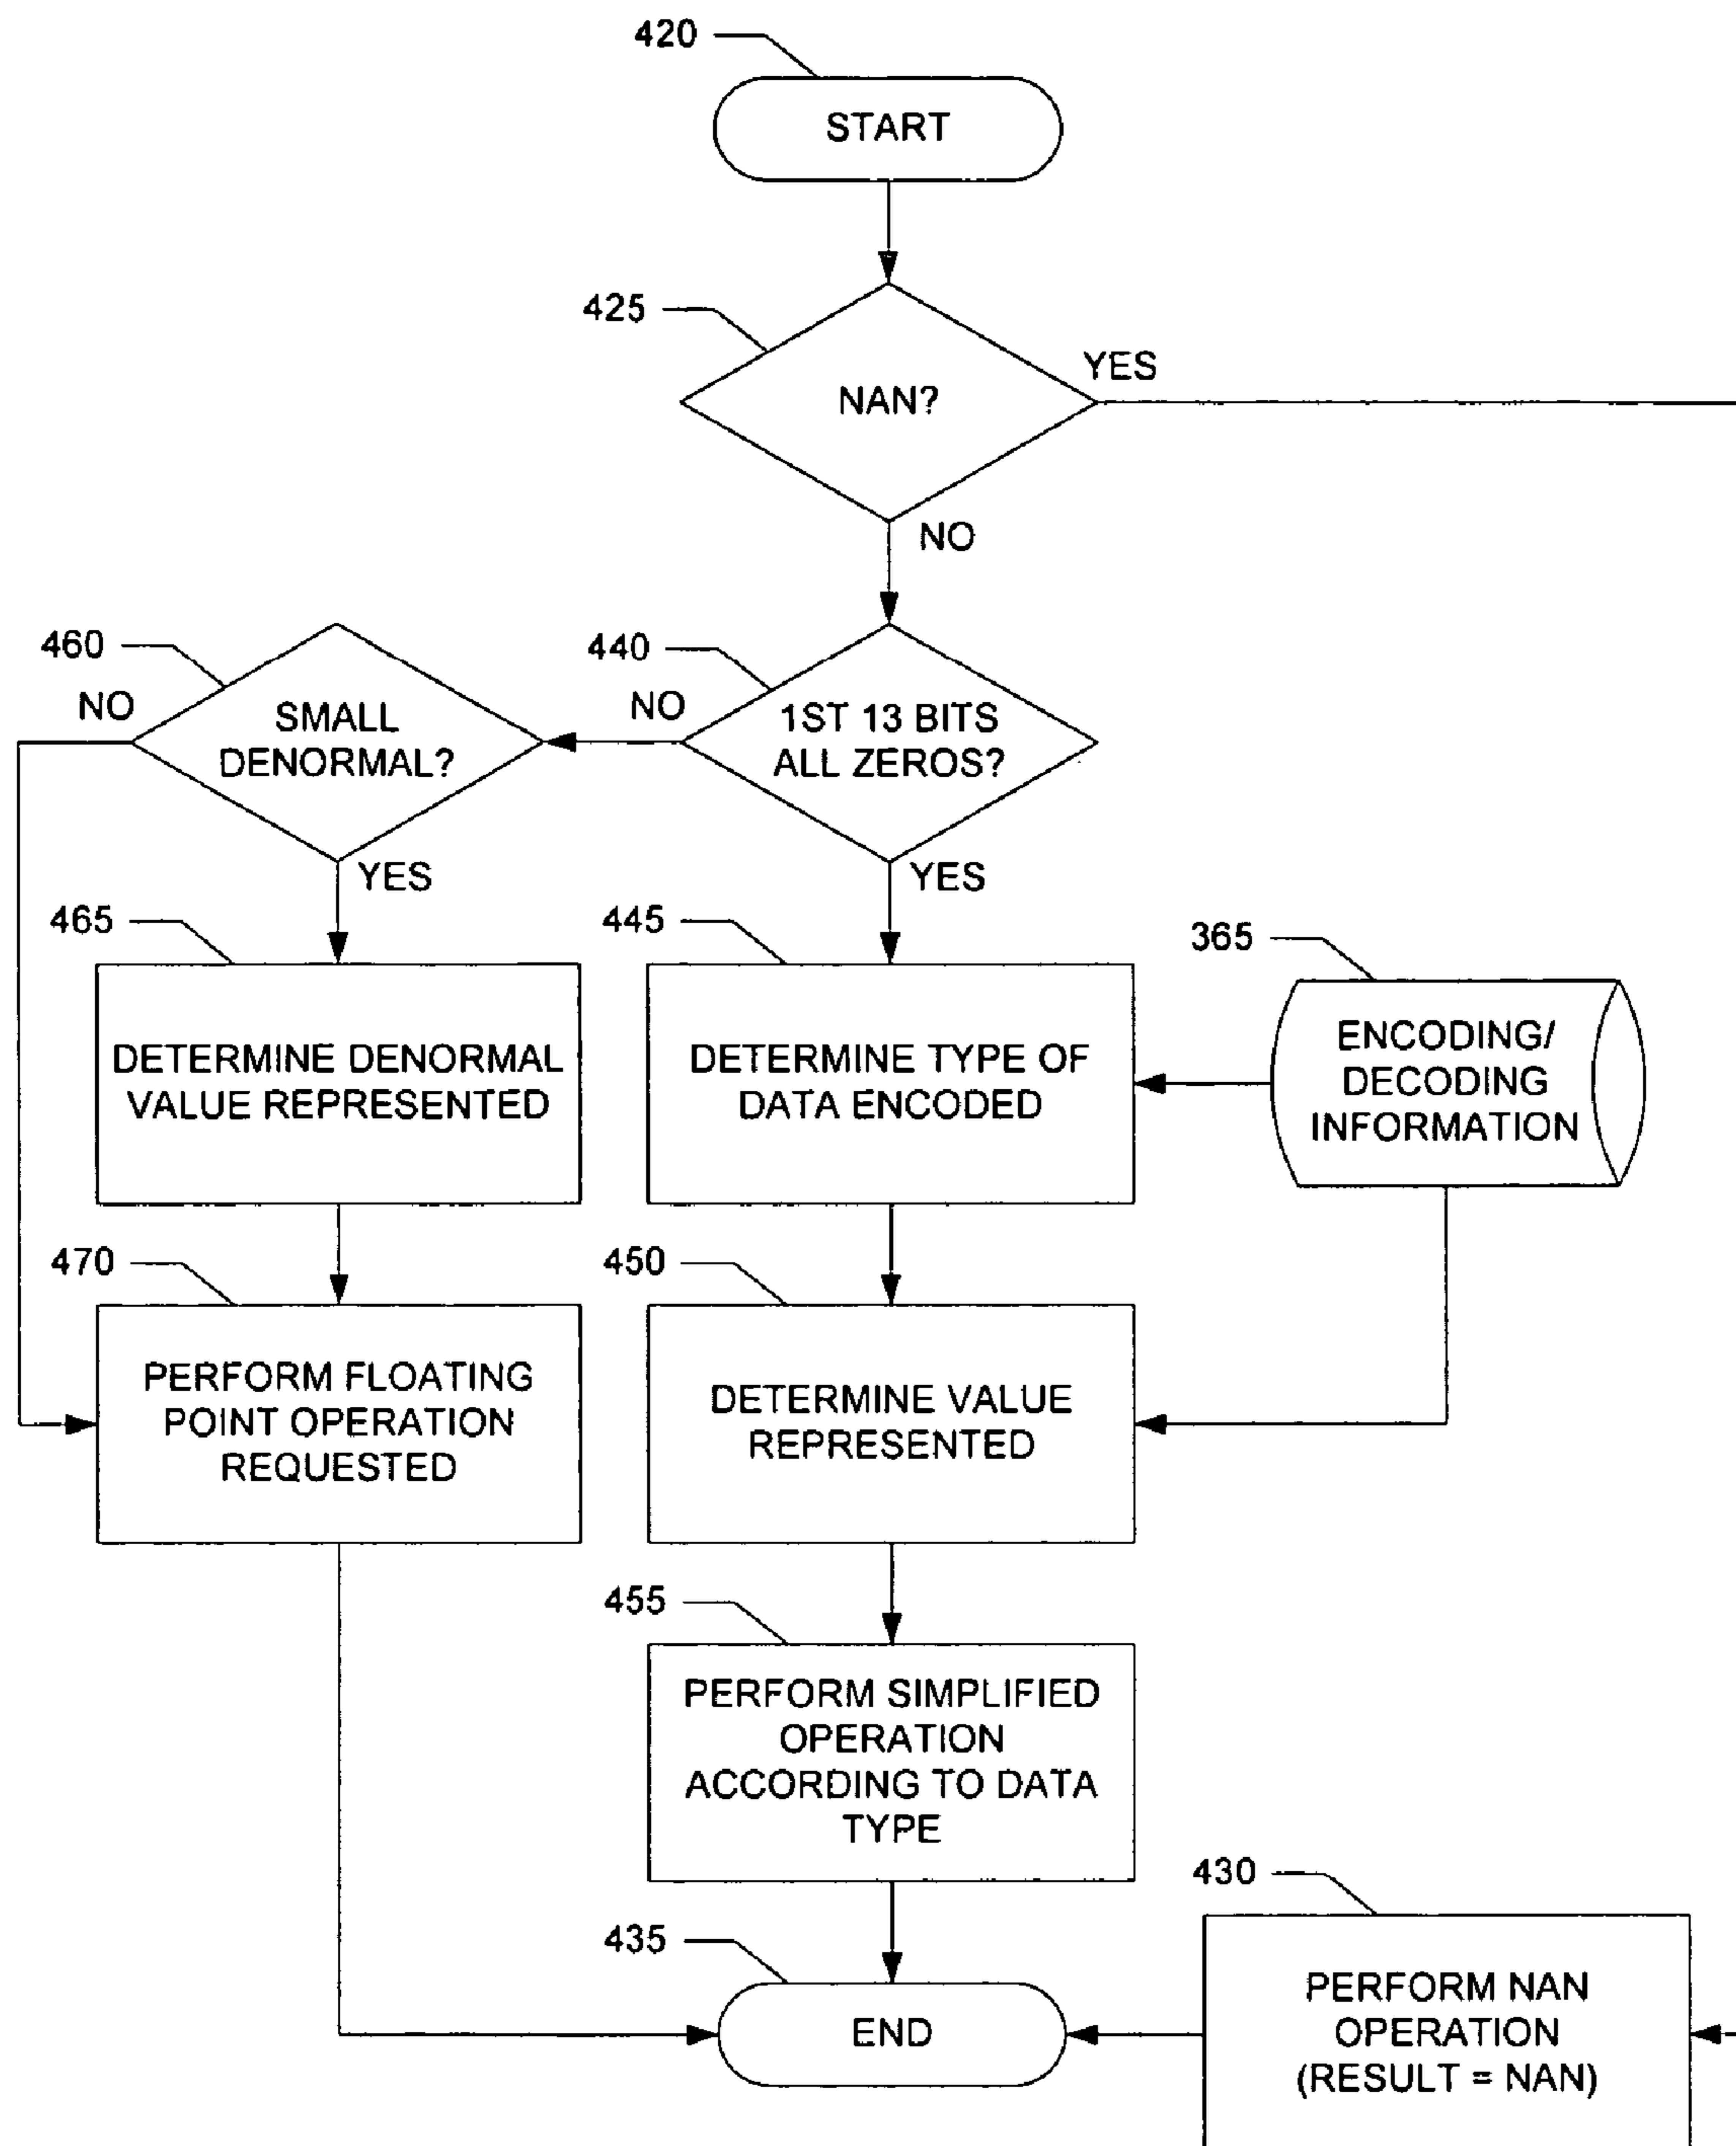 420
START
425
NAN?
YES
NO
460
440
NO
SMALL
DENORMAL?
NO
1ST 13 BITS
ALL ZEROS?
YES
YES
465
445
365
DETERMINE DENORMAL
VALUE REPRESENTED
DETERMINE TYPE OF
DATA ENCODED
ENCODING/
DECODING
INFORMATION
470
450
PERFORM FLOATING
POINT OPERATION
REQUESTED
DETERMINE VALUE
REPRESENTED
455
PERFORM SIMPLIFIED
OPERATION
ACCORDING TO DATA
TYPE
430
435
END
PERFORM NAN
OPERATION
(RESULT = NAN)